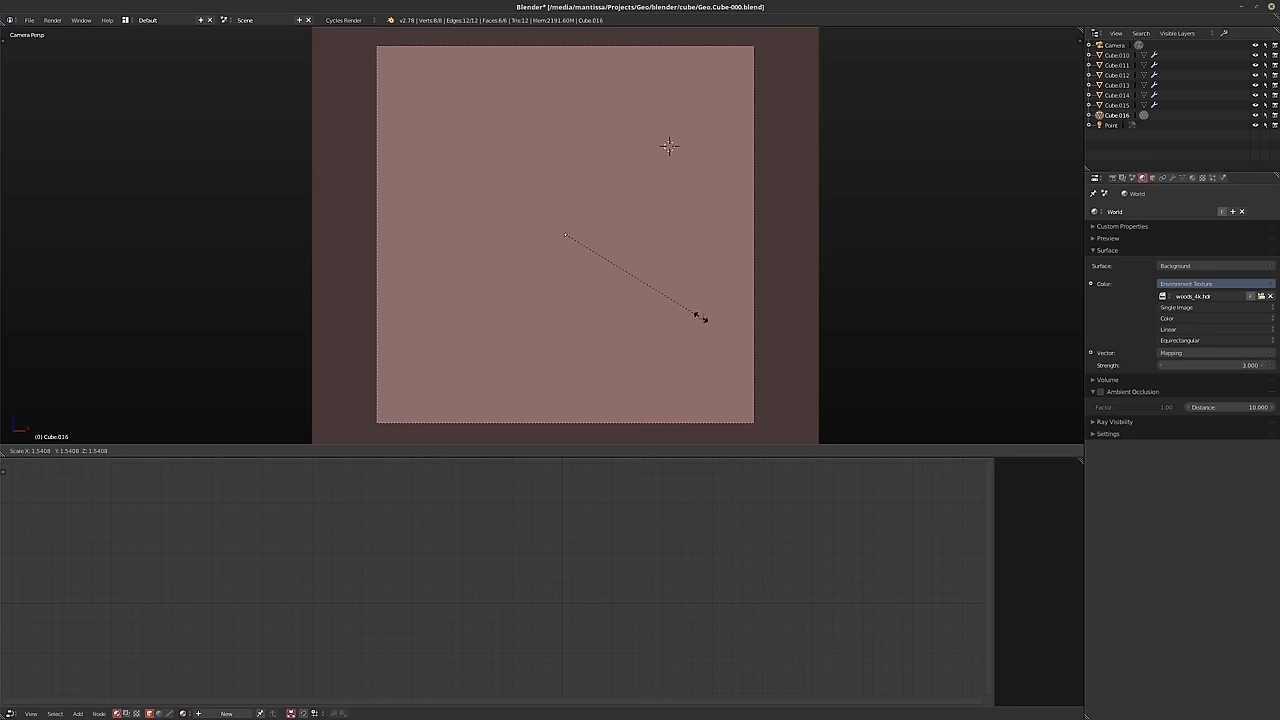 Blender* [/media/mantissa/Projects/Geo/blender/cube/Geo.Cube-000.blend]
File Render Window Help Default Scene Cycles Render v2.78 | Verts:8/8 | Edges:12/12 | Faces:6/6 | Tris:12 | Mem:2191.60M | Cube.016
Camera Persp
(0) Cube.016
Scale X: 1.5408 Y: 1.5408 Z: 1.5408
View Select Add Node New
View Search Visible Layers
Camera
Cube.010
Cube.011
Cube.012
Cube.013
Cube.014
Cube.015
Cube.016
Point
World
World F
Custom Properties
Preview
Surface
Surface: Background
Color: Environment Texture
woods_4k.hdr F
Single Image
Color
Linear
Equirectangular
Vector: Mapping
Strength: 3.000
Volume
Ambient Occlusion
Factor: 1.00 Distance: 10.000
Ray Visibility
Settings